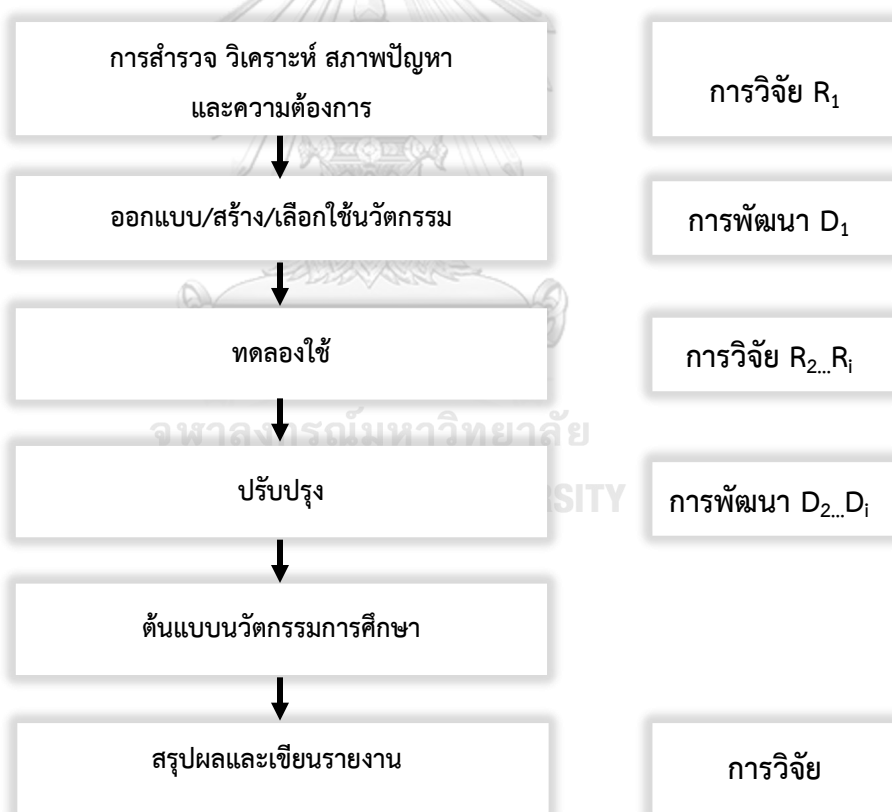 การสำรวจ วิเคราะห์ สภาพปัญหา
และความต้องการ
การวิจัย R₁
ออกแบบ/สร้าง/เลือกใช้นวัตกรรม
การพัฒนา D₁
ทดลองใช้
การวิจัย R₂...Rᵢ
ปรับปรุง
การพัฒนา D₂...Dᵢ
ต้นแบบนวัตกรรมการศึกษา
สรุปผลและเขียนรายงาน
การวิจัย